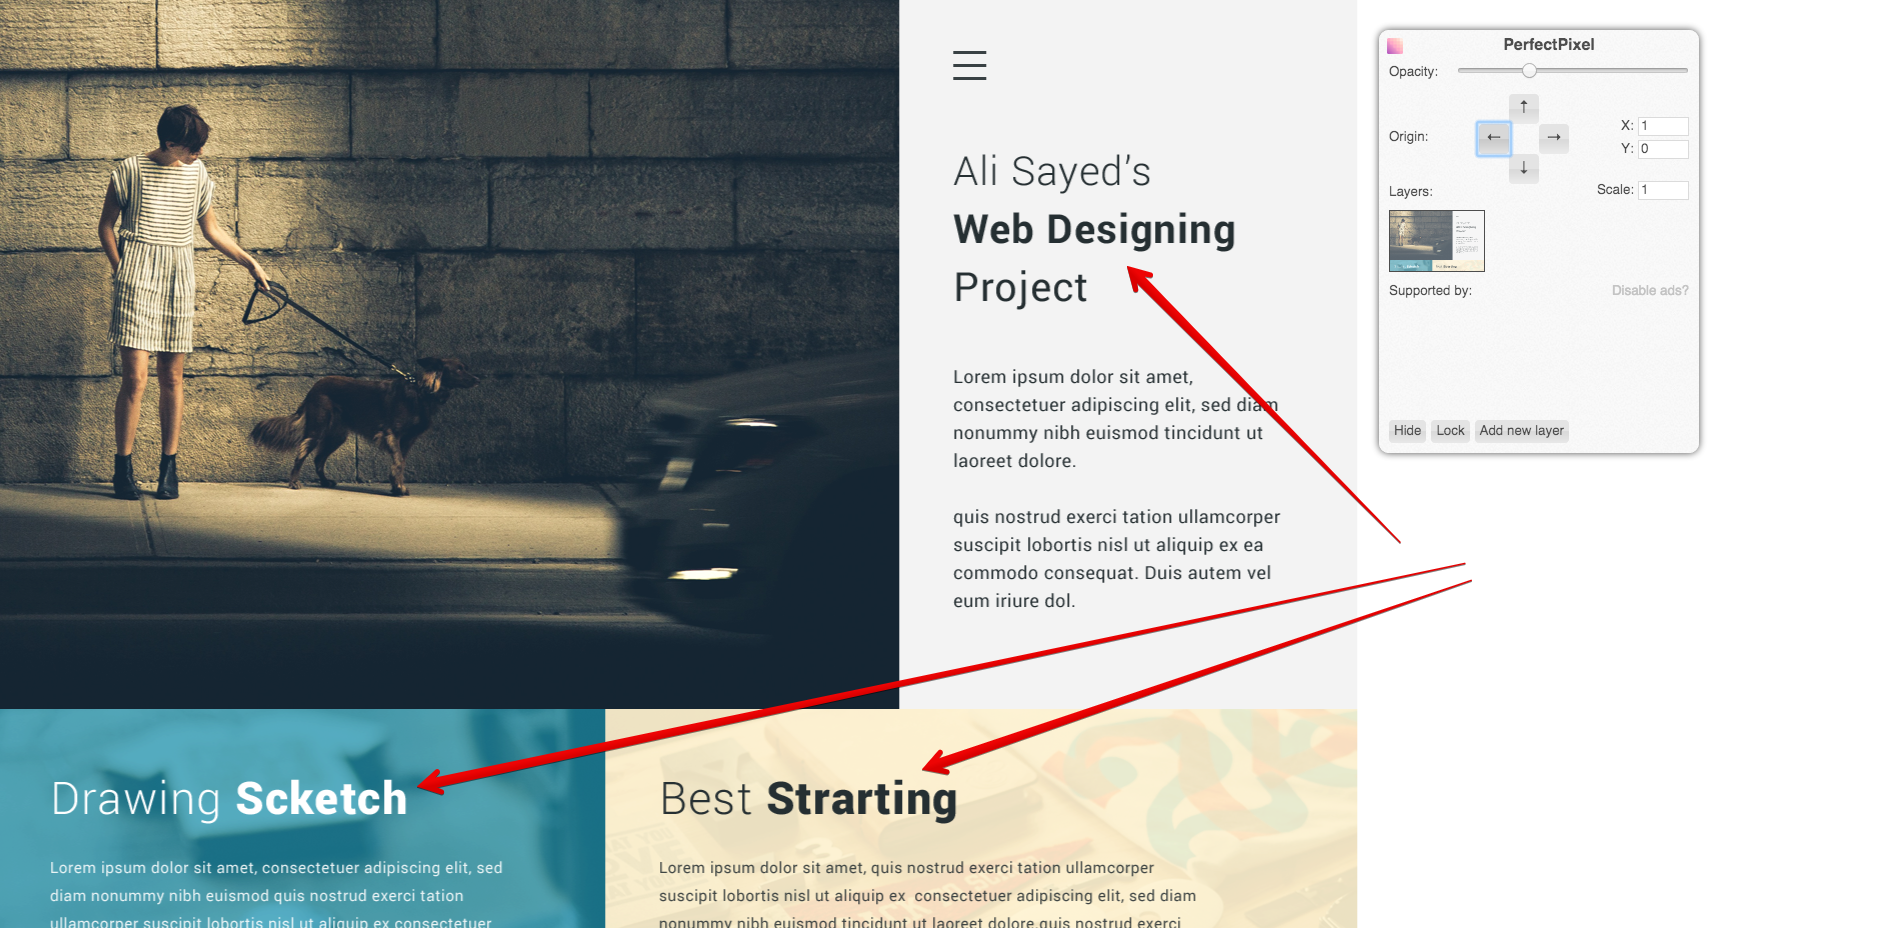 Ali Sayed’s
Web Designing
Project
Lorem ipsum dolor sit amet,
consectetuer adipiscing elit, sed diam
nonummy nibh euismod tincidunt ut
laoreet dolore.
quis nostrud exerci tation ullamcorper
suscipit lobortis nisl ut aliquip ex ea
commodo consequat. Duis autem vel
eum iriure dol.
PerfectPixel
Opacity:
Origin:
X: 1
Y: 0
Layers:
Scale: 1
Supported by:
Disable ads?
Hide Lock Add new layer
Drawing Scketch
Lorem ipsum dolor sit amet, consectetuer adipiscing elit, sed
diam nonummy nibh euismod quis nostrud exerci tation
ullamcorper suscipit lobortis nisl ut aliquip ex consectetuer
Best Strarting
Lorem ipsum dolor sit amet, quis nostrud exerci tation ullamcorper
suscipit lobortis nisl ut aliquip ex consectetuer adipiscing elit, sed diam
nonummy nibh euismod tincidunt ut laoreet dolore.quis nostrud exerci